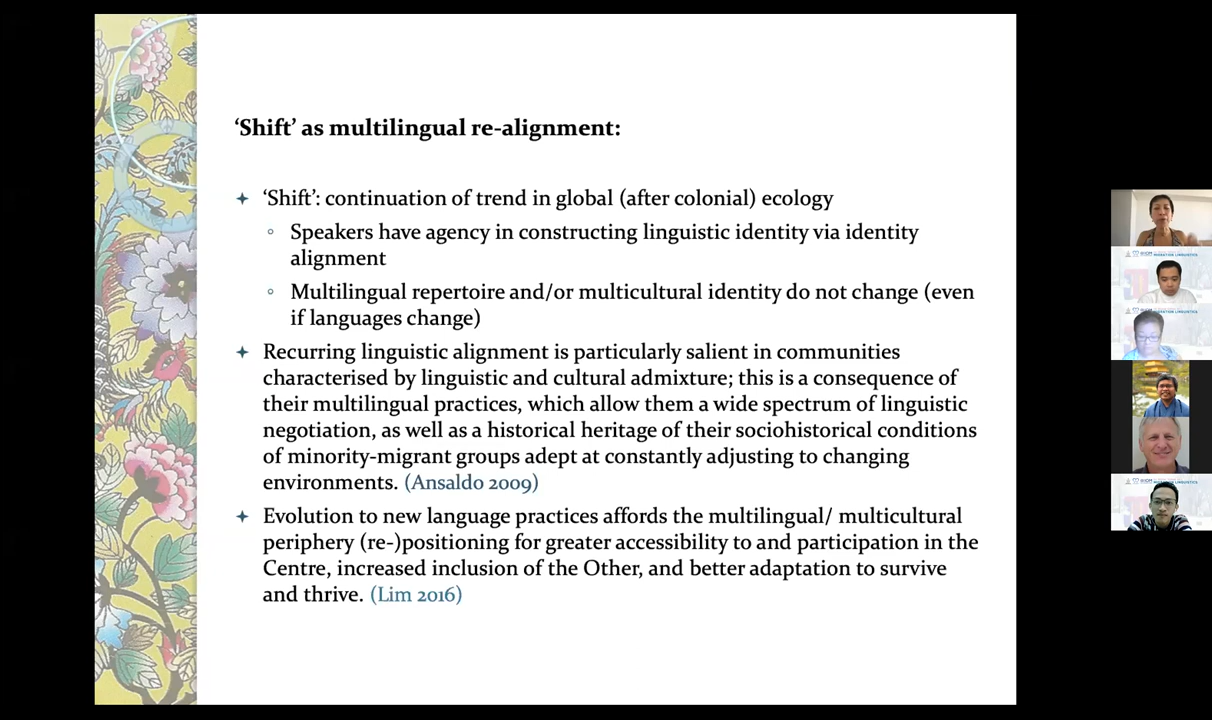 ‘Shift’ as multilingual re-alignment:
‘Shift’: continuation of trend in global (after colonial) ecology
Speakers have agency in constructing linguistic identity via identity
alignment
Multilingual repertoire and/or multicultural identity do not change (even
if languages change)
Recurring linguistic alignment is particularly salient in communities
characterised by linguistic and cultural admixture; this is a consequence of
their multilingual practices, which allow them a wide spectrum of linguistic
negotiation, as well as a historical heritage of their sociohistorical conditions
of minority-migrant groups adept at constantly adjusting to changing
environments. (Ansaldo 2009)
Evolution to new language practices affords the multilingual/ multicultural
periphery (re-)positioning for greater accessibility to and participation in the
Centre, increased inclusion of the Other, and better adaptation to survive
and thrive. (Lim 2016)